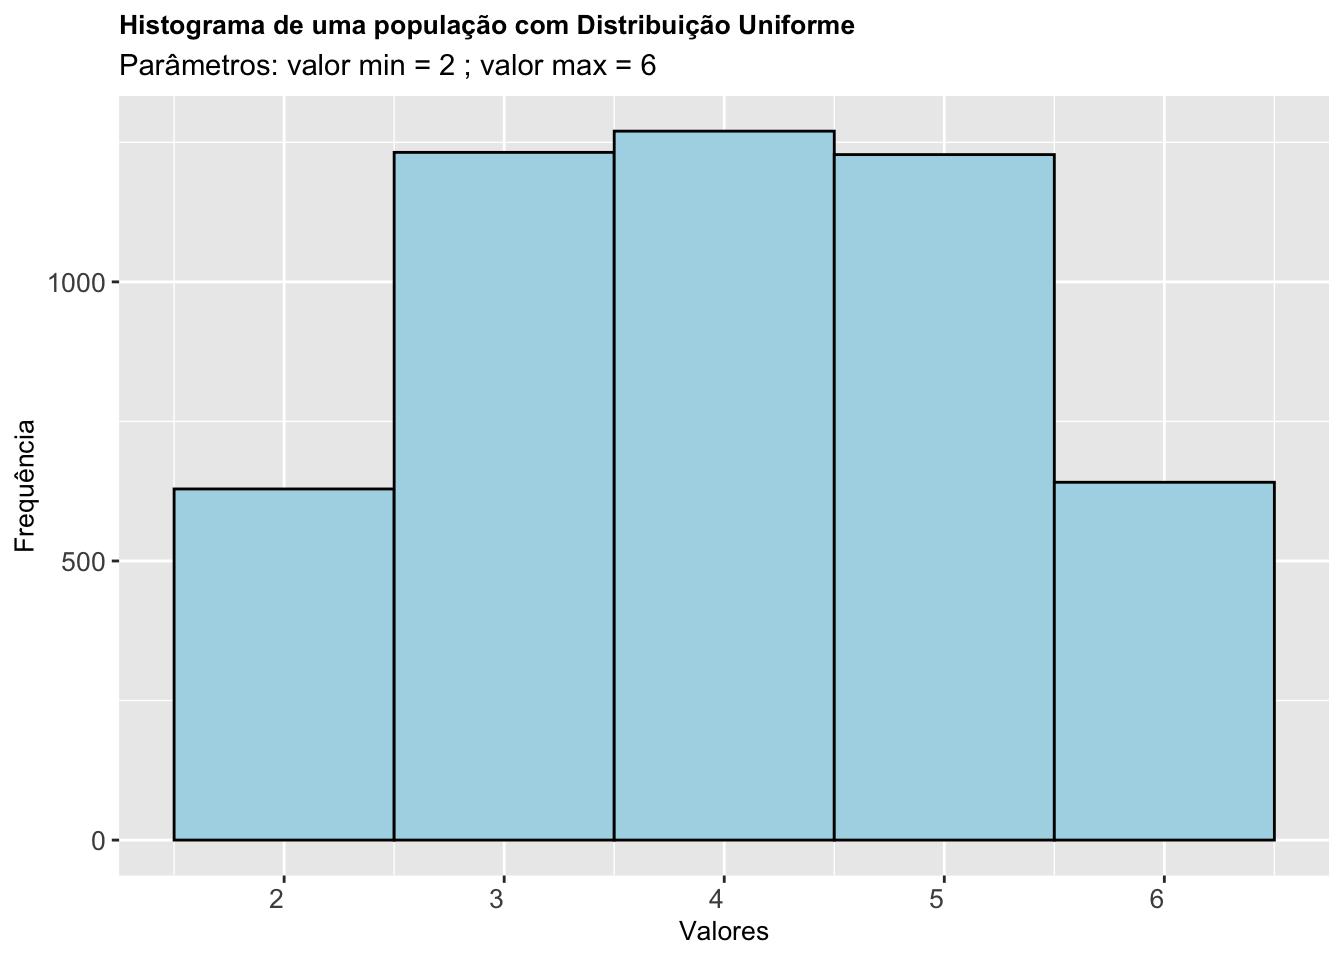 Histograma de uma população com Distribuição Uniforme
Parâmetros: valor min = 2 ; valor max = 6
Frequência
1000
500
0
2 3 4 5 6
Valores